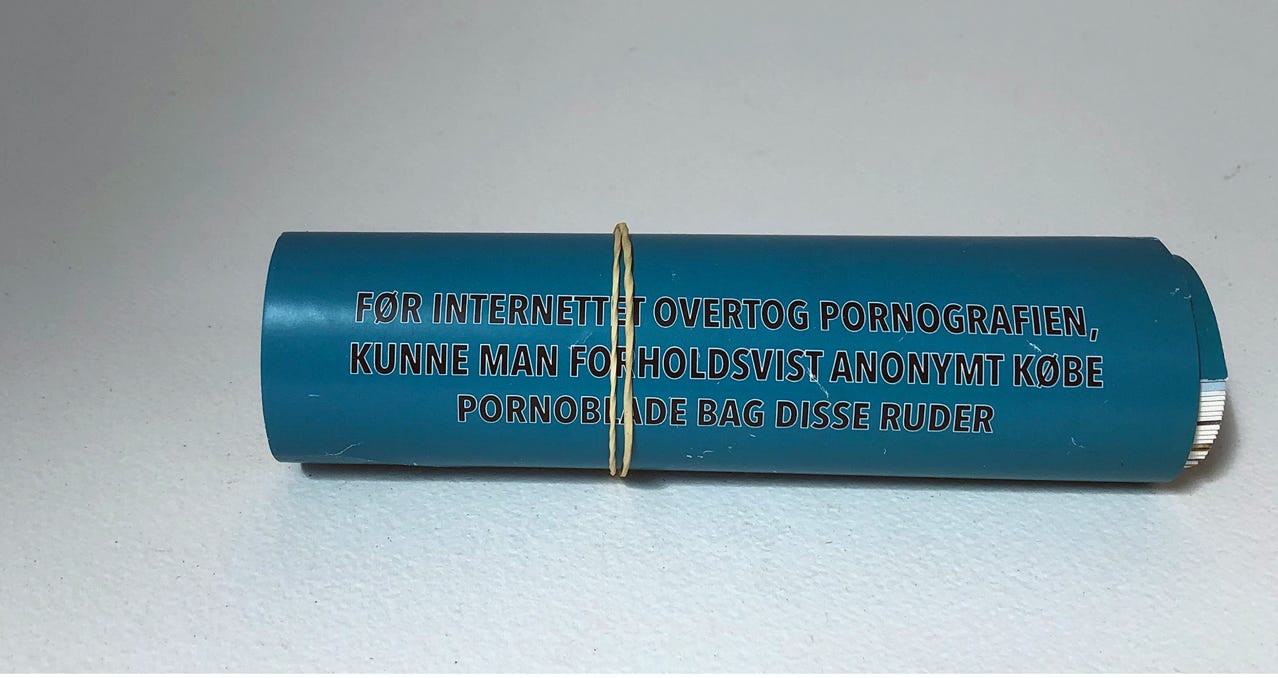 FØR INTERNETTET OVERTOG PORNOGRAFIEN,
KUNNE MAN FORHOLDSVIST ANONYMT KØBE
PORNOBLADE BAG DISSE RUDER